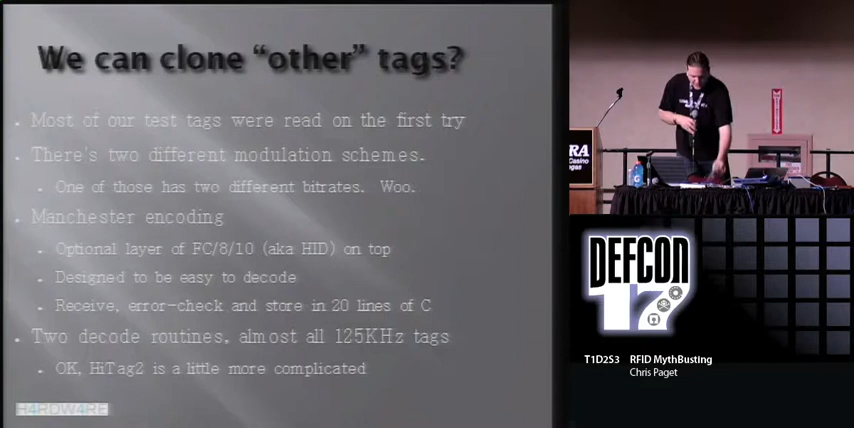 We can clone “other” tags?
Most of our test tags were read on the first try
There's two different modulation schemes.
One of those has two different bitrates. Woo.
Manchester encoding
Optional layer of FC/8/10 (aka HID) on top
Designed to be easy to decode
Receive, error-check and store in 20 lines of C
Two decode routines, almost all 125KHz tags
OK, HiTag2 is a little more complicated
H4RDW4RE
RA
Casino
egas
DEFCON
17
T1D2S3 RFID MythBusting
Chris Paget